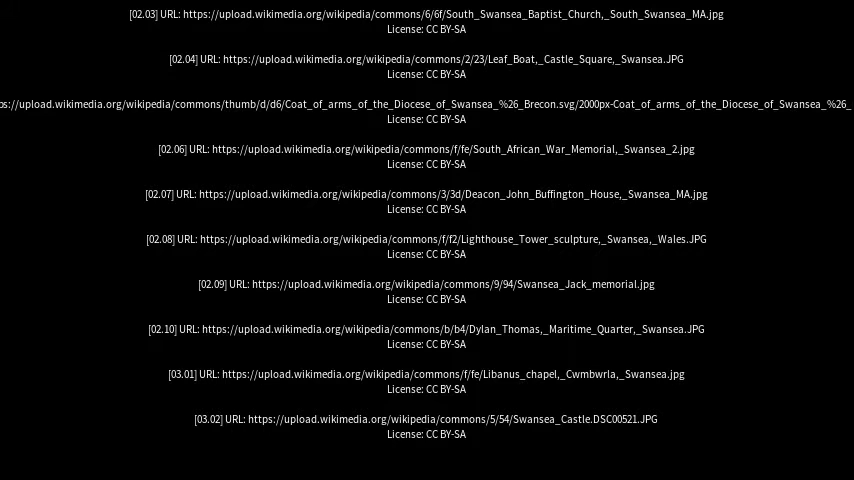 [02.03] URL: https://upload.wikimedia.org/wikipedia/commons/6/6f/South_Swansea_Baptist_Church,_South_Swansea_MA.jpg
License: CC BY-SA
[02.04] URL: https://upload.wikimedia.org/wikipedia/commons/2/23/Leaf_Boat,_Castle_Square,_Swansea.JPG
License: CC BY-SA
ps://upload.wikimedia.org/wikipedia/commons/thumb/d/d6/Coat_of_arms_of_the_Diocese_of_Swansea_%26_Brecon.svg/2000px-Coat_of_arms_of_the_Diocese_of_Swansea_%26_
License: CC BY-SA
[02.06] URL: https://upload.wikimedia.org/wikipedia/commons/f/fe/South_African_War_Memorial,_Swansea_2.jpg
License: CC BY-SA
[02.07] URL: https://upload.wikimedia.org/wikipedia/commons/3/3d/Deacon_John_Buffington_House,_Swansea_MA.jpg
License: CC BY-SA
[02.08] URL: https://upload.wikimedia.org/wikipedia/commons/f/f2/Lighthouse_Tower_sculpture,_Swansea,_Wales.JPG
License: CC BY-SA
[02.09] URL: https://upload.wikimedia.org/wikipedia/commons/9/94/Swansea_Jack_memorial.jpg
License: CC BY-SA
[02.10] URL: https://upload.wikimedia.org/wikipedia/commons/b/b4/Dylan_Thomas,_Maritime_Quarter,_Swansea.JPG
License: CC BY-SA
[03.01] URL: https://upload.wikimedia.org/wikipedia/commons/f/fe/Libanus_chapel,_Cwmbwrla,_Swansea.jpg
License: CC BY-SA
[03.02] URL: https://upload.wikimedia.org/wikipedia/commons/5/54/Swansea_Castle.DSC00521.JPG
License: CC BY-SA